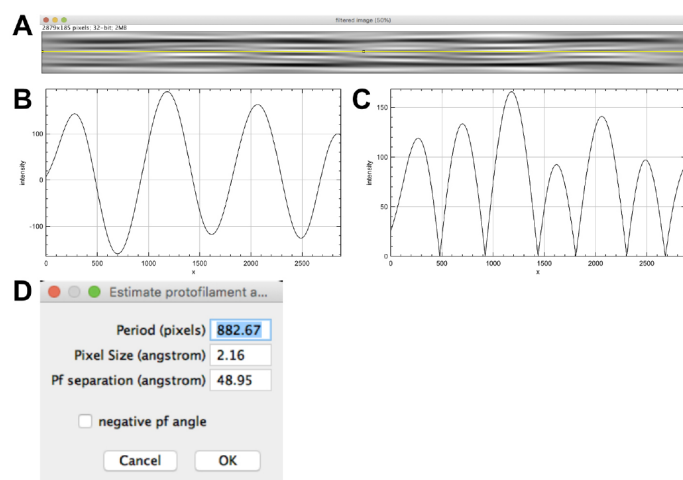 A
filtered image (50%)
2879x185 pixels; 32-bit; 2MB
B
C
intensity
100
0
-100
0
500
1000
1500
2000
2500
x
intensity
150
100
50
0
0
500
1000
1500
2000
2500
x
D
Estimate protofilament a...
Period (pixels) 882.67
Pixel Size (angstrom) 2.16
Pf separation (angstrom) 48.95
negative pf angle
Cancel OK